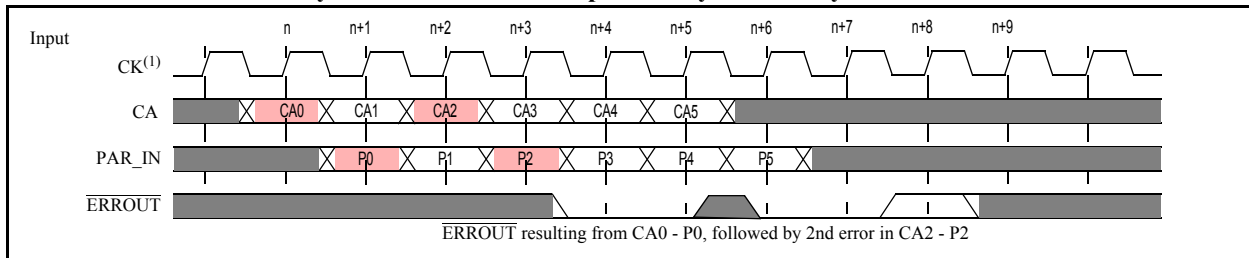 Input
n n+1 n+2 n+3 n+4 n+5 n+6 n+7 n+8 n+9
CK(1)
CA CA0 CA1 CA2 CA3 CA4 CA5
PAR_IN P0 P1 P2 P3 P4 P5
ERROUT
ERROUT resulting from CA0 - P0, followed by 2nd error in CA2 - P2